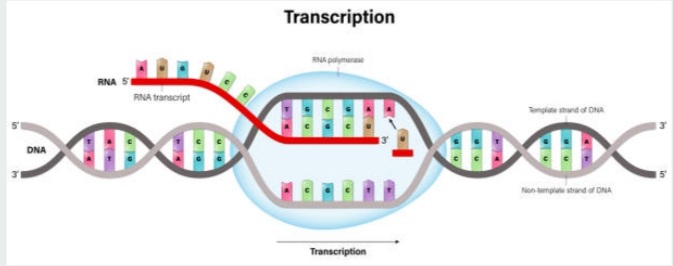 Transcription
RNA polymerase
A U G U C C
RNA 5'
RNA transcript
T G C G A A
A C G C U
3'
U
Template strand of DNA
5'
3'
DNA
T A C
T C C
G G T
G G A
A T G
A G G
C C A
C C T
3'
5'
Non-template strand of DNA
A C G C T T
Transcription